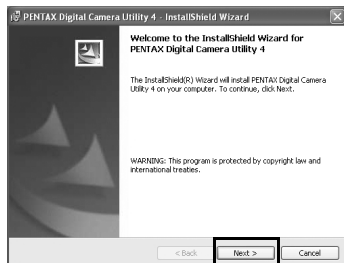 PENTAX Digital Camera Utility 4 - InstallShield Wizard
Welcome to the InstallShield Wizard for
PENTAX Digital Camera Utility 4
The InstallShield(R) Wizard will install PENTAX Digital Camera
Utility 4 on your computer. To continue, click Next.
WARNING: This program is protected by copyright law and
international treaties.
< Back
Next >
Cancel